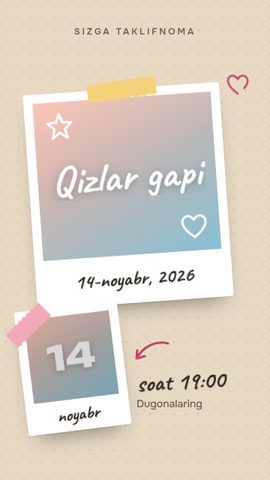 SIZGA TAKLIFNOMA
Qizlar gapi
14-noyabr, 2026
14
noyabr
soat 19:00
Dugonalaring